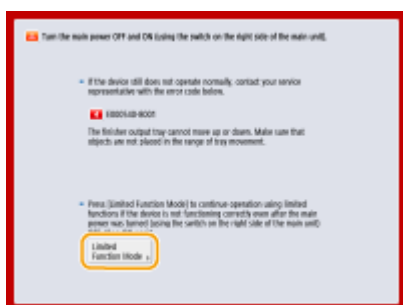 Turn the main power OFF and ON (using the switch on the right side of the main unit).
If the device still does not operate normally, contact your service
representative with the error code below.
E000540-8001
The finisher output tray cannot move up or down. Make sure that
objects are not placed in the range of tray movement.
Press [Limited Function Mode] to continue operation using limited
functions if the device is not functioning correctly even after the main
power was turned (using the switch on the right side of the main unit)
Limited
Function Mode